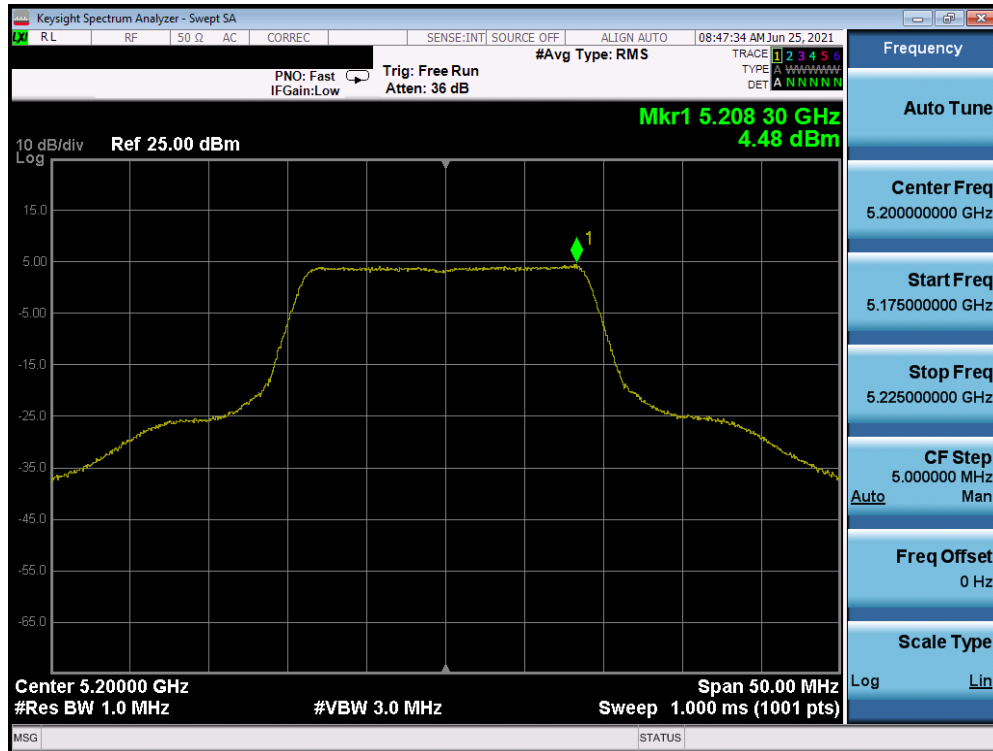 Keysight Spectrum Analyzer - Swept SA
LXI RL RF 50 Ω AC CORREC SENSE:INT SOURCE OFF ALIGN AUTO 08:47:34 AM Jun 25, 2021
#Avg Type: RMS
TRACE 1 2 3 4 5 6
PNO: Fast Trig: Free Run
TYPE A WWWWW
IFGain:Low Atten: 36 dB
DET A N N N N N
Mkr1 5.208 30 GHz
4.48 dBm
10 dB/div Ref 25.00 dBm
Log
1
15.0
5.00
-5.00
-15.0
-25.0
-35.0
-45.0
-55.0
-65.0
Center 5.20000 GHz Span 50.00 MHz
#Res BW 1.0 MHz #VBW 3.0 MHz Sweep 1.000 ms (1001 pts)
MSG STATUS
Frequency
Auto Tune
Center Freq
5.200000000 GHz
Start Freq
5.175000000 GHz
Stop Freq
5.225000000 GHz
CF Step
5.000000 MHz
Auto Man
Freq Offset
0 Hz
Scale Type
Log Lin